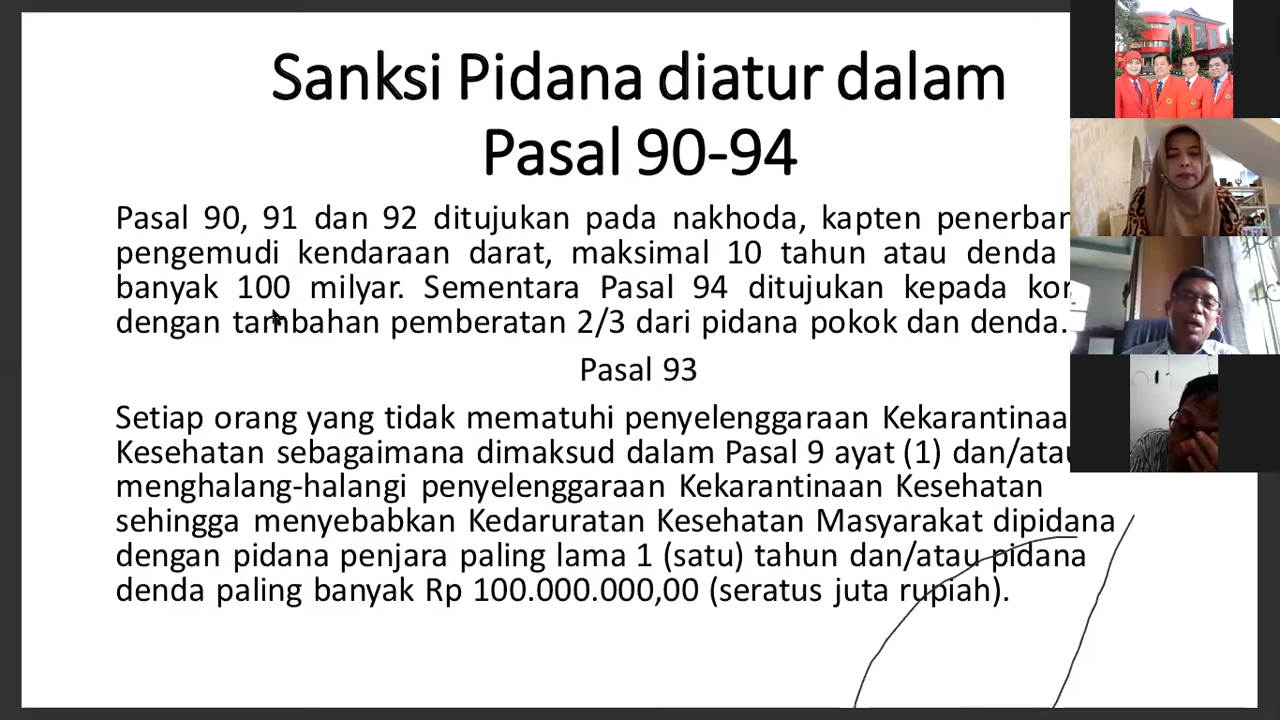 Sanksi Pidana diatur dalam
Pasal 90-94
Pasal 90, 91 dan 92 ditujukan pada nakhoda, kapten
pengemudi kendaraan darat, maksimal 10 tahun atau denda
banyak 100 milyar. Sementara Pasal 94 ditujukan kepada
dengan tambahan pemberatan 2/3 dari pidana pokok dan denda.
Pasal 93
Setiap orang yang tidak mematuhi penyelenggaraan
Kesehatan sebagaimana dimaksud dalam Pasal 9 ayat (1) dan/atau
menghalang-halangi penyelenggaraan Kekarantinaan Kesehatan
sehingga menyebabkan Kedaruratan Kesehatan Masyarakat dipidana
dengan pidana penjara paling lama 1 (satu) tahun dan/atau pidana
denda paling banyak Rp 100.000.000,00 (seratus juta rupiah).